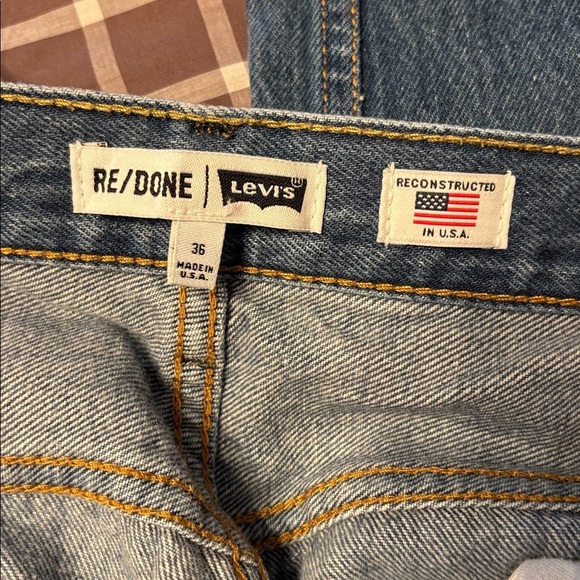 RE/DONE | Levi's ®
RECONSTRUCTED
IN U.S.A.
36
MADE IN
U.S.A.